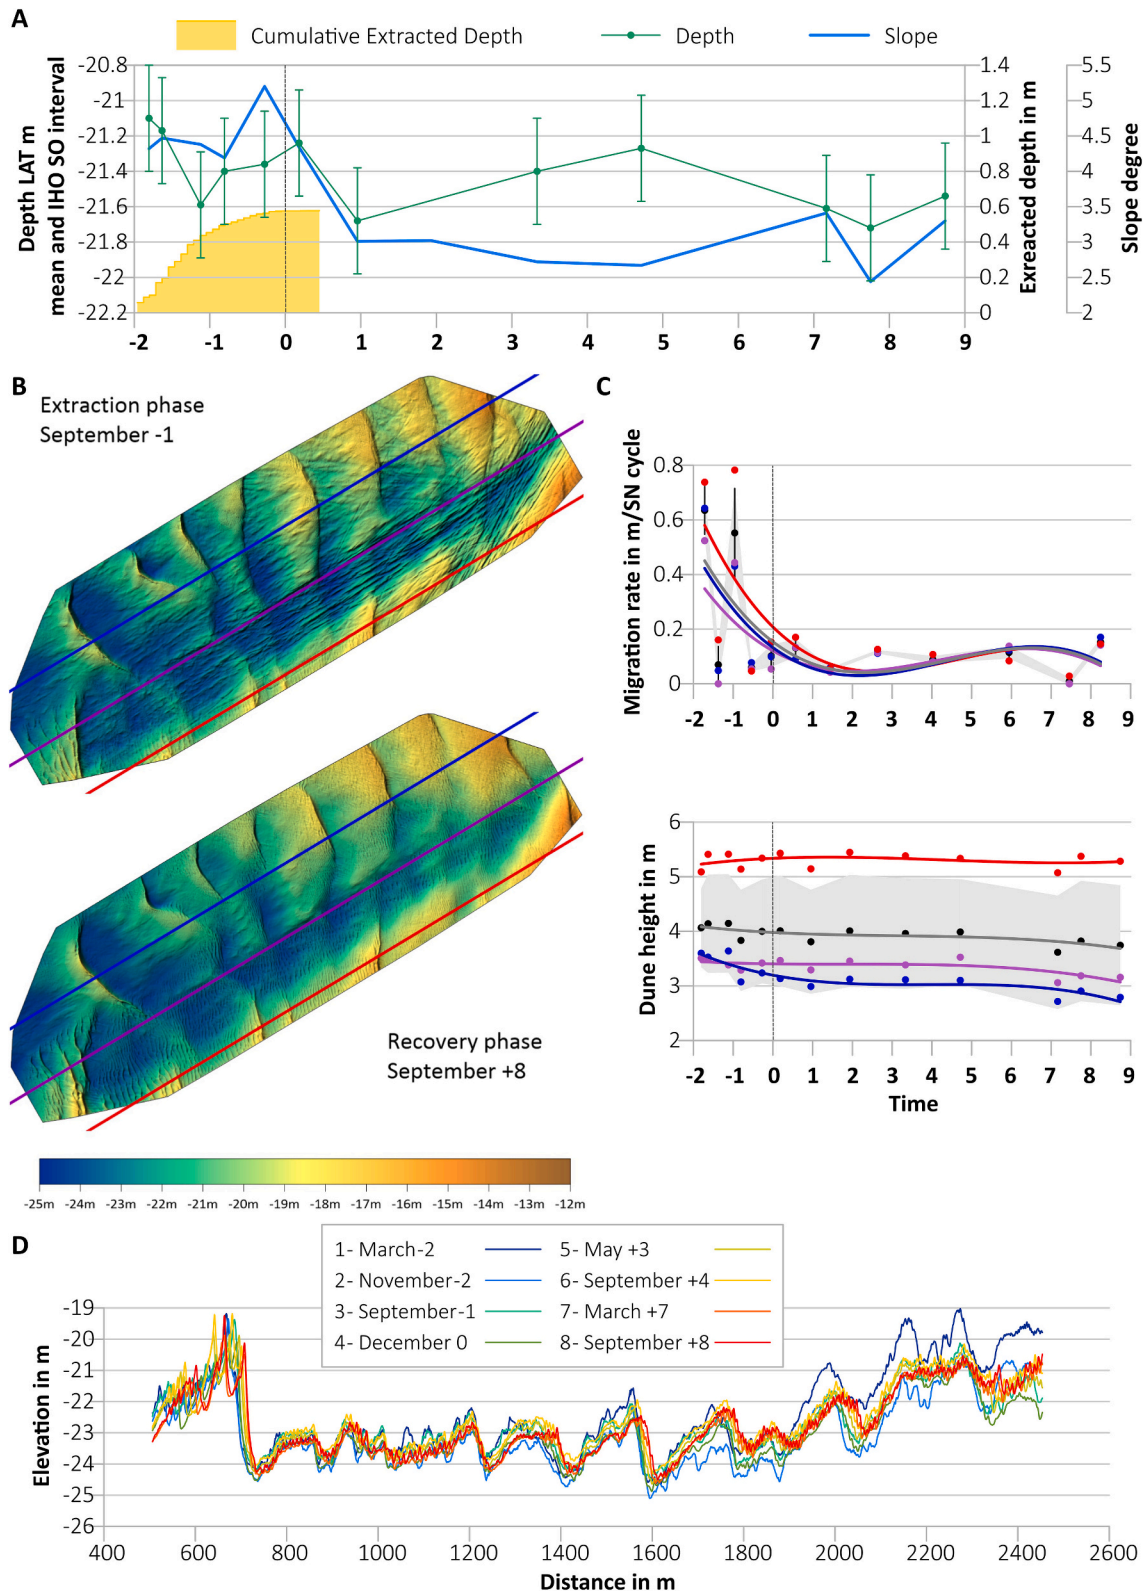 A
Cumulative Extracted Depth
Depth
Slope
Depth LAT m
mean and IHO SO interval
-20.8
-21
-21.2
-21.4
-21.6
-21.8
-22
-22.2
1.4
1.2
1
0.8
0.6
0.4
0.2
0
Exreacted depth in m
5.5
5
4.5
4
3.5
3
2.5
2
Slope degree
-2 -1 0 1 2 3 4 5 6 7 8 9
B
Extraction phase
September -1
Recovery phase
September +8
-25m -24m -23m -22m -21m -20m -19m -18m -17m -16m -15m -14m -13m -12m
C
Migration rate in m/SN cycle
0.8
0.6
0.4
0.2
0
-2 -1 0 1 2 3 4 5 6 7 8 9
Dune height in m
6
5
4
3
2
-2 -1 0 1 2 3 4 5 6 7 8 9
Time
D
1- March-2
2- November-2
3- September-1
4- December 0
5- May +3
6- September +4
7- March +7
8- September +8
Elevation in m
-19
-20
-21
-22
-23
-24
-25
-26
400 600 800 1000 1200 1400 1600 1800 2000 2200 2400 2600
Distance in m